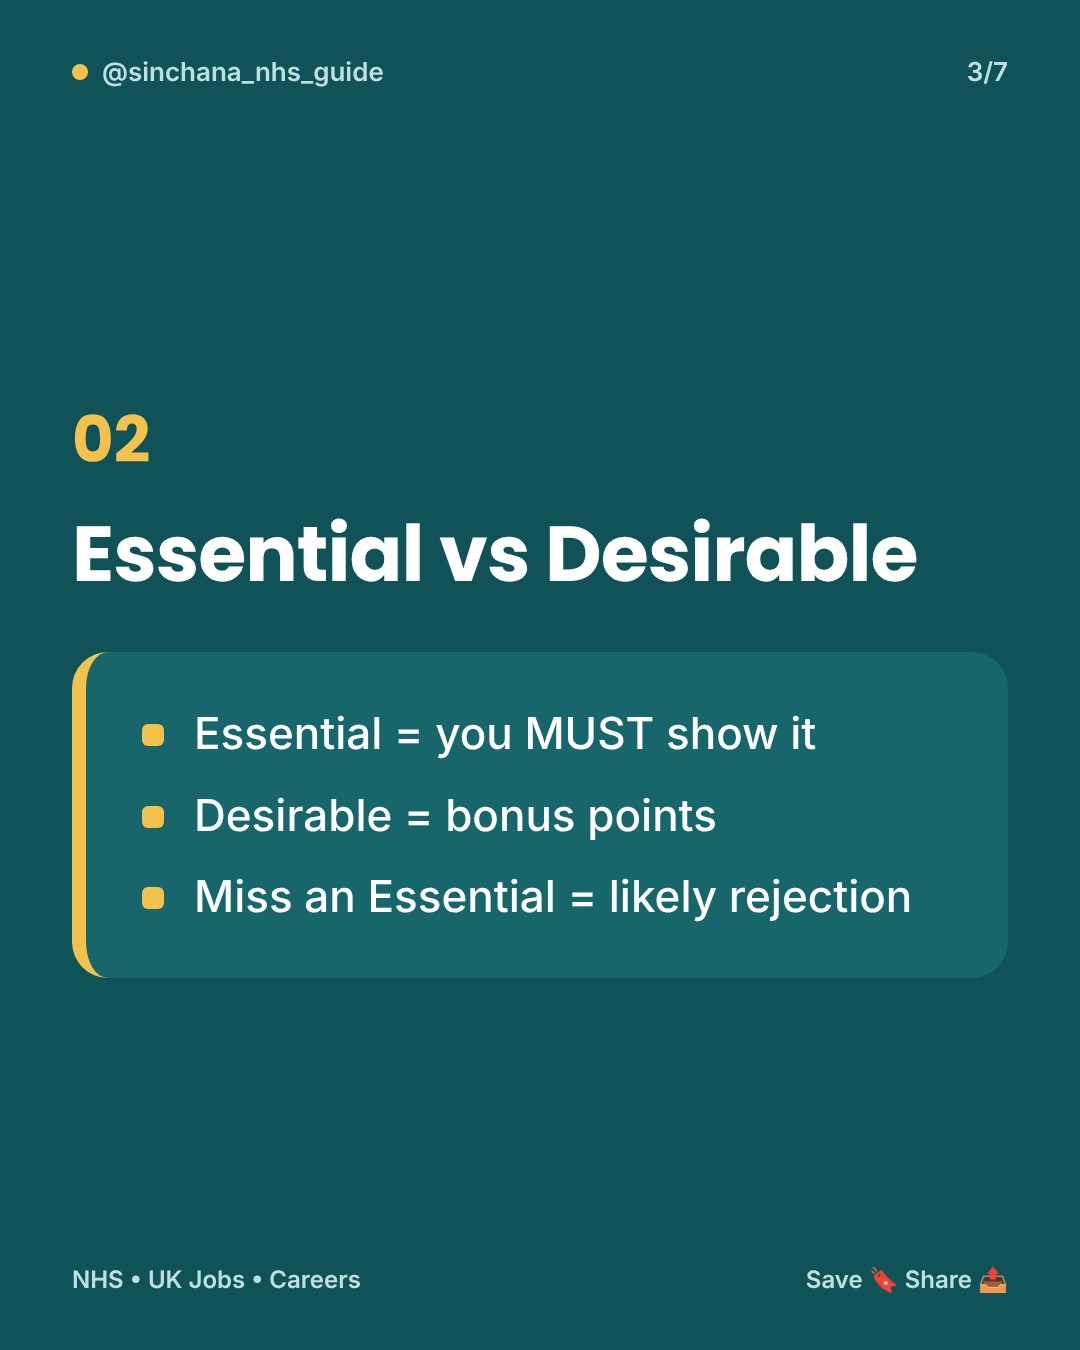 @sinchana_nhs_guide
3/7
02
Essential vs Desirable
Essential = you MUST show it
Desirable = bonus points
Miss an Essential = likely rejection
NHS • UK Jobs • Careers
Save 🔖 Share 📤